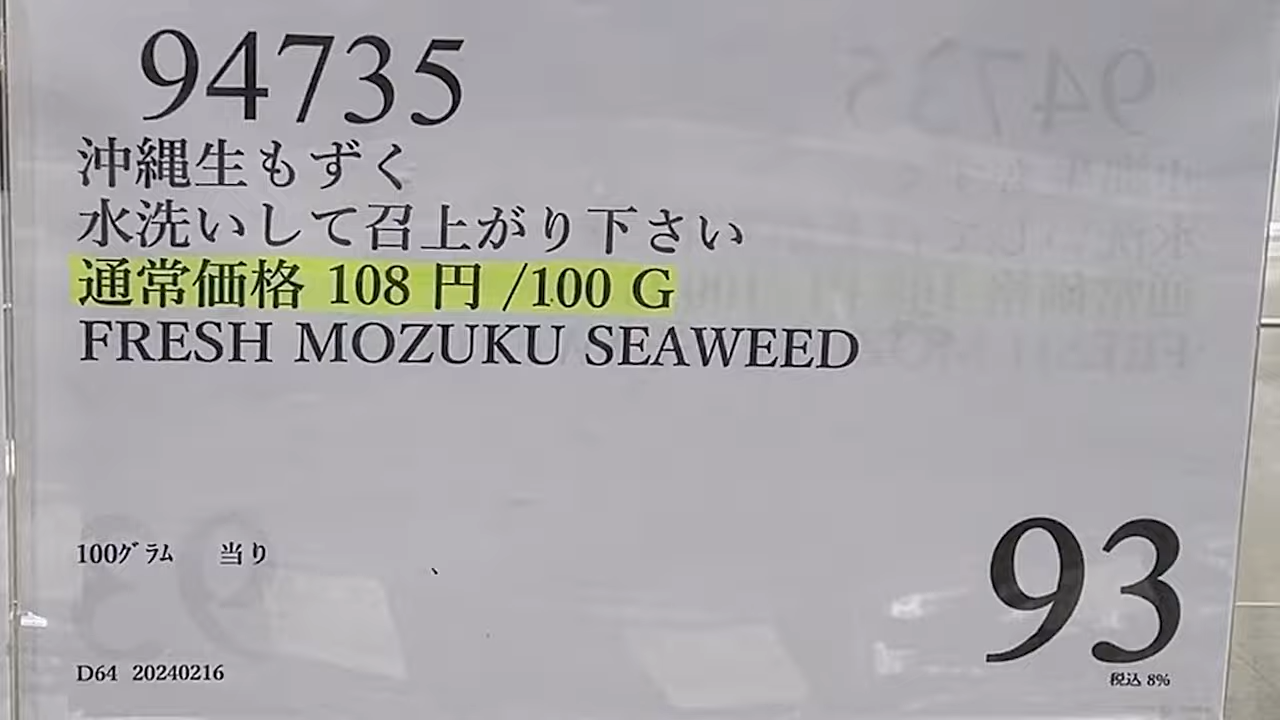 94735
沖縄生もずく
水洗いして召上がり下さい
通常価格 108 円 /100 G
FRESH MOZUKU SEAWEED
100グラム 当り
93
税込 8%
D64 20240216